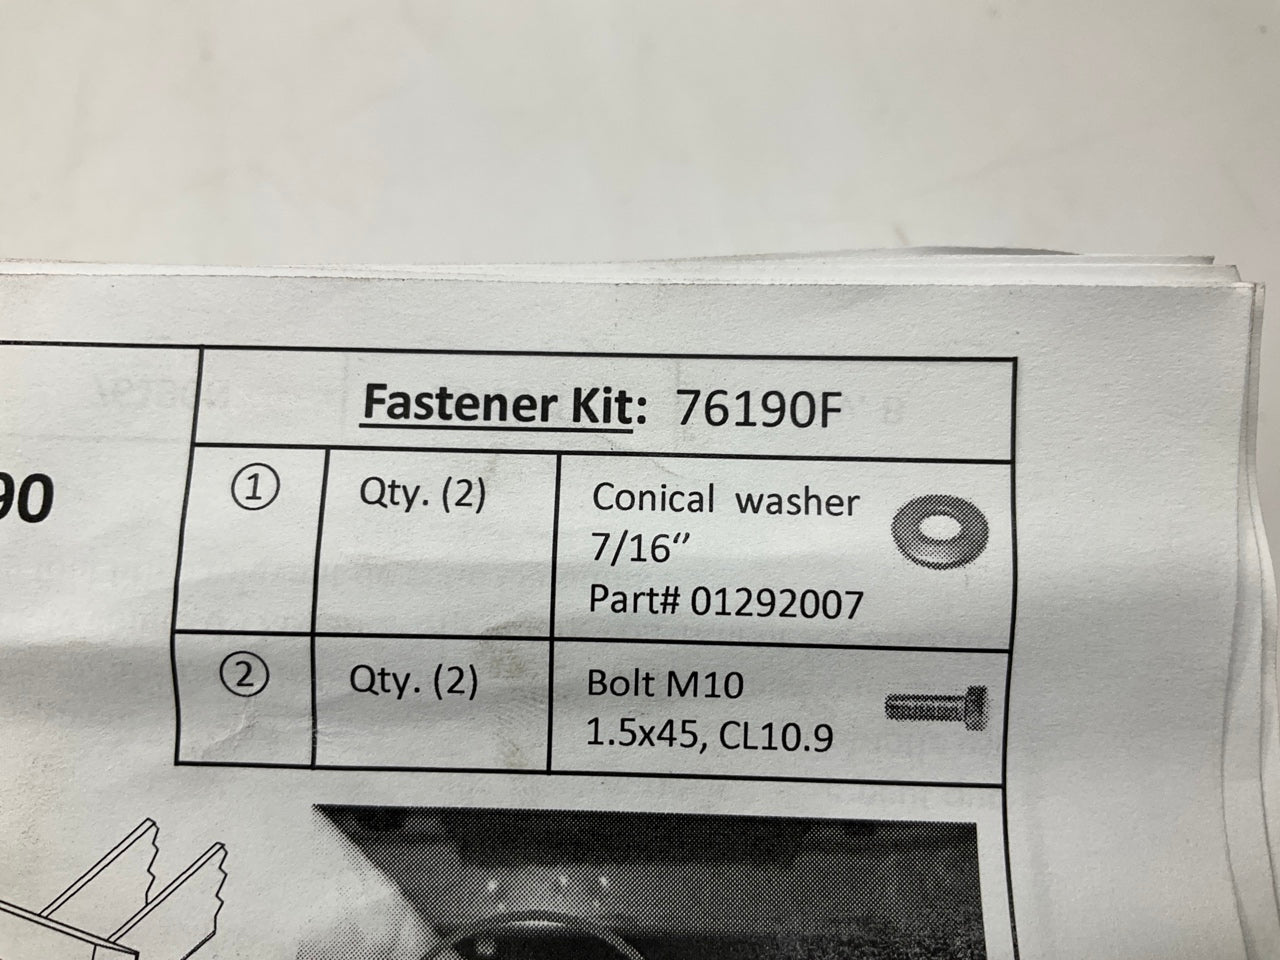 Fastener Kit: 76190F
90
① Qty. (2) Conical washer
7/16“
Part# 01292007
② Qty. (2) Bolt M10
1.5x45, CL10.9